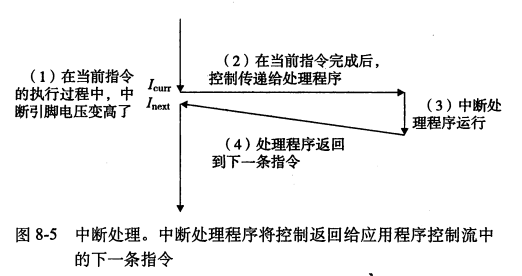 （2）在当前指令完成后，
控制传递给处理程序
（1）在当前指令
的执行过程中，中
断引脚电压变高了
Icurr
Inext
（3）中断处
理程序运行
（4）处理程序返回
到下一条指令
图 8-5 中断处理。中断处理程序将控制返回给应用程序控制流中
的下一条指令